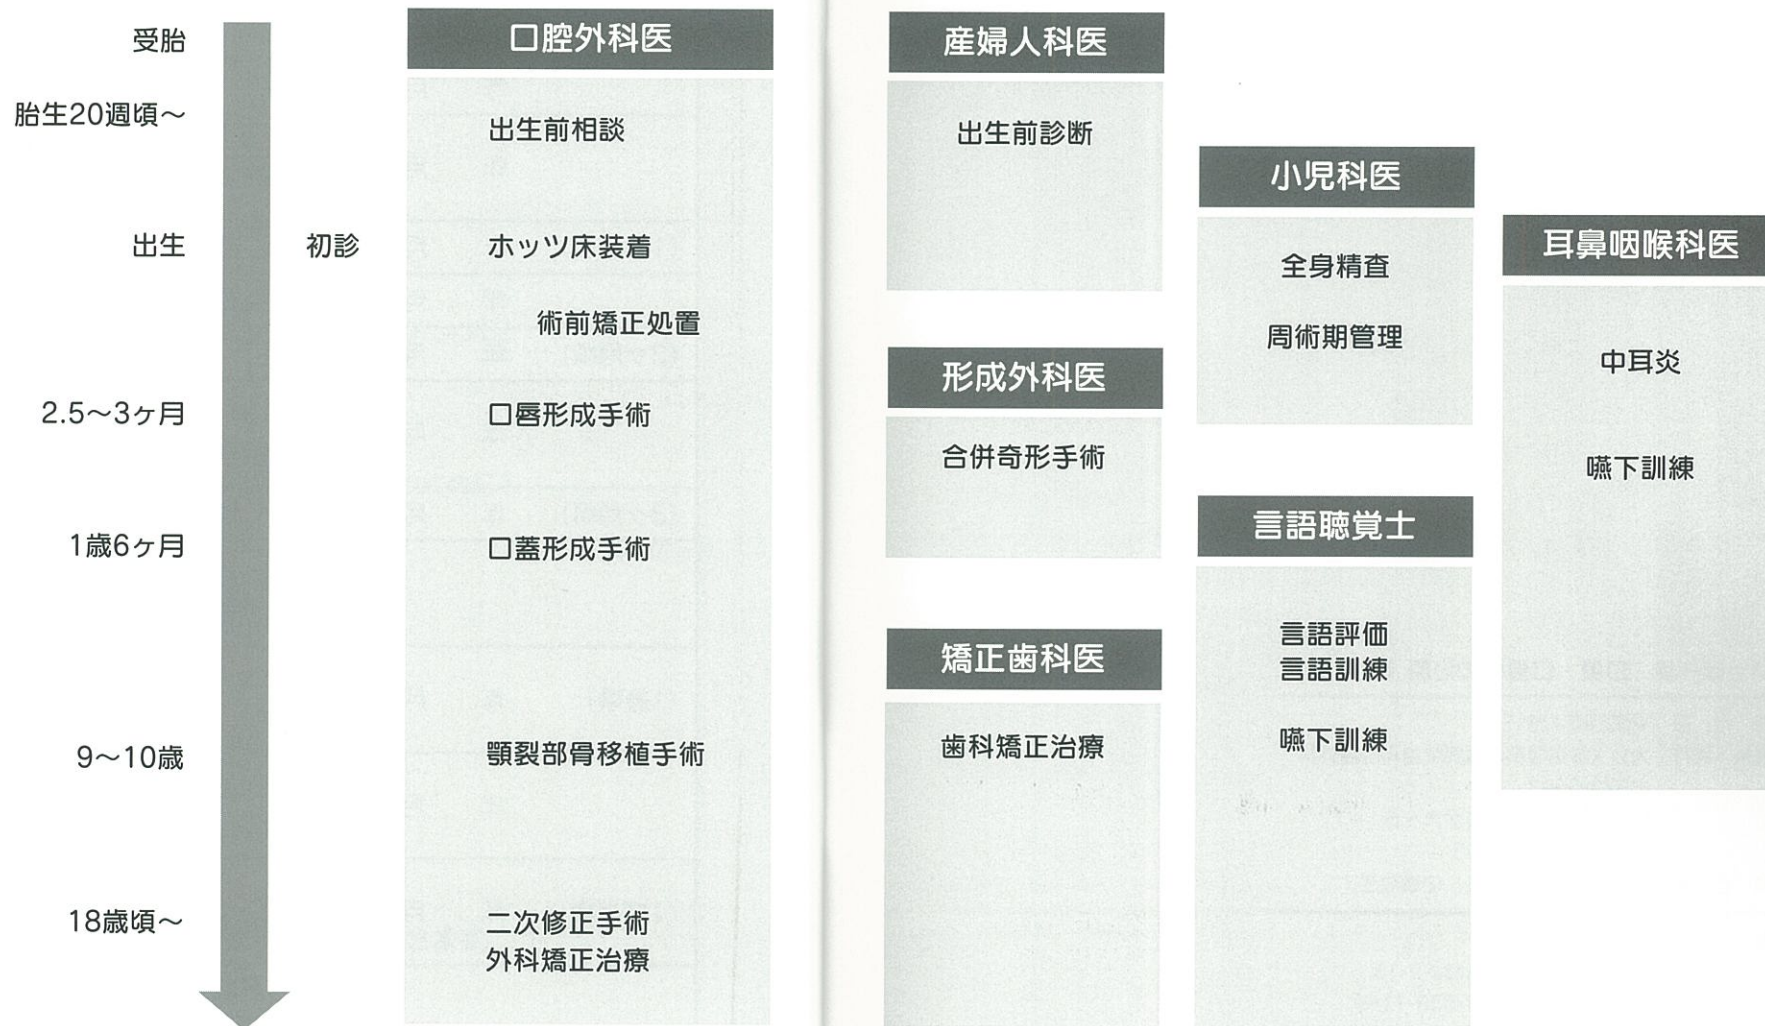 受胎
胎生20週頃～
出生
2.5～3ヶ月
1歳6ヶ月
9～10歳
18歳頃～
初診
口腔外科医
出生前相談
ホッツ床装着
術前矯正処置
口唇形成手術
口蓋形成手術
顎裂部骨移植手術
二次修正手術
外科矯正治療
産婦人科医
出生前診断
形成外科医
合併奇形手術
矯正歯科医
歯科矯正治療
小児科医
全身精査
周術期管理
言語聴覚士
言語評価
言語訓練
嚥下訓練
耳鼻咽喉科医
中耳炎
嚥下訓練